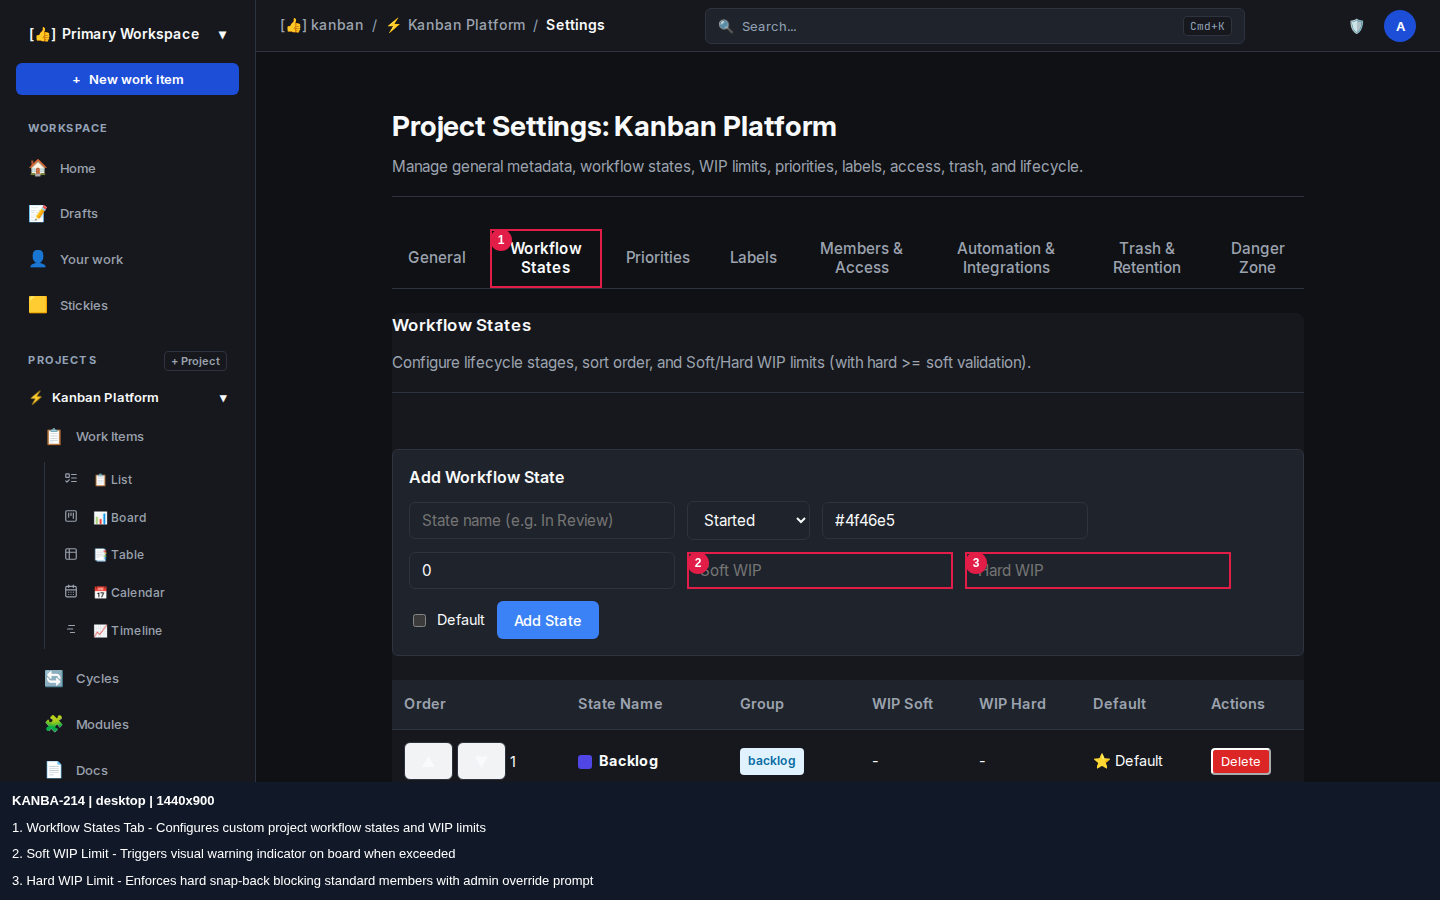 [👍] Primary Workspace ▼
[👍] kanban / ⚡ Kanban Platform / Settings
🔍 Search... Cmd+K
A
+ New work item
WORKSPACE
🏠 Home
📝 Drafts
👤 Your work
🟨 Stickies
PROJECTS + Project
⚡ Kanban Platform ▼
📋 Work Items
📋 List
📊 Board
📑 Table
📅 Calendar
📈 Timeline
🔄 Cycles
🧩 Modules
📄 Docs
Project Settings: Kanban Platform
Manage general metadata, workflow states, WIP limits, priorities, labels, access, trash, and lifecycle.
General
1 Workflow States
Priorities
Labels
Members & Access
Automation & Integrations
Trash & Retention
Danger Zone
Workflow States
Configure lifecycle stages, sort order, and Soft/Hard WIP limits (with hard >= soft validation).
Add Workflow State
State name (e.g. In Review) Started #4f46e5
0 2 Soft WIP 3 Hard WIP
Default Add State
Order State Name Group WIP Soft WIP Hard Default Actions
▲ ▼ 1 Backlog backlog - - ⭐ Default Delete
KANBA-214 | desktop | 1440x900
1. Workflow States Tab - Configures custom project workflow states and WIP limits
2. Soft WIP Limit - Triggers visual warning indicator on board when exceeded
3. Hard WIP Limit - Enforces hard snap-back blocking standard members with admin override prompt